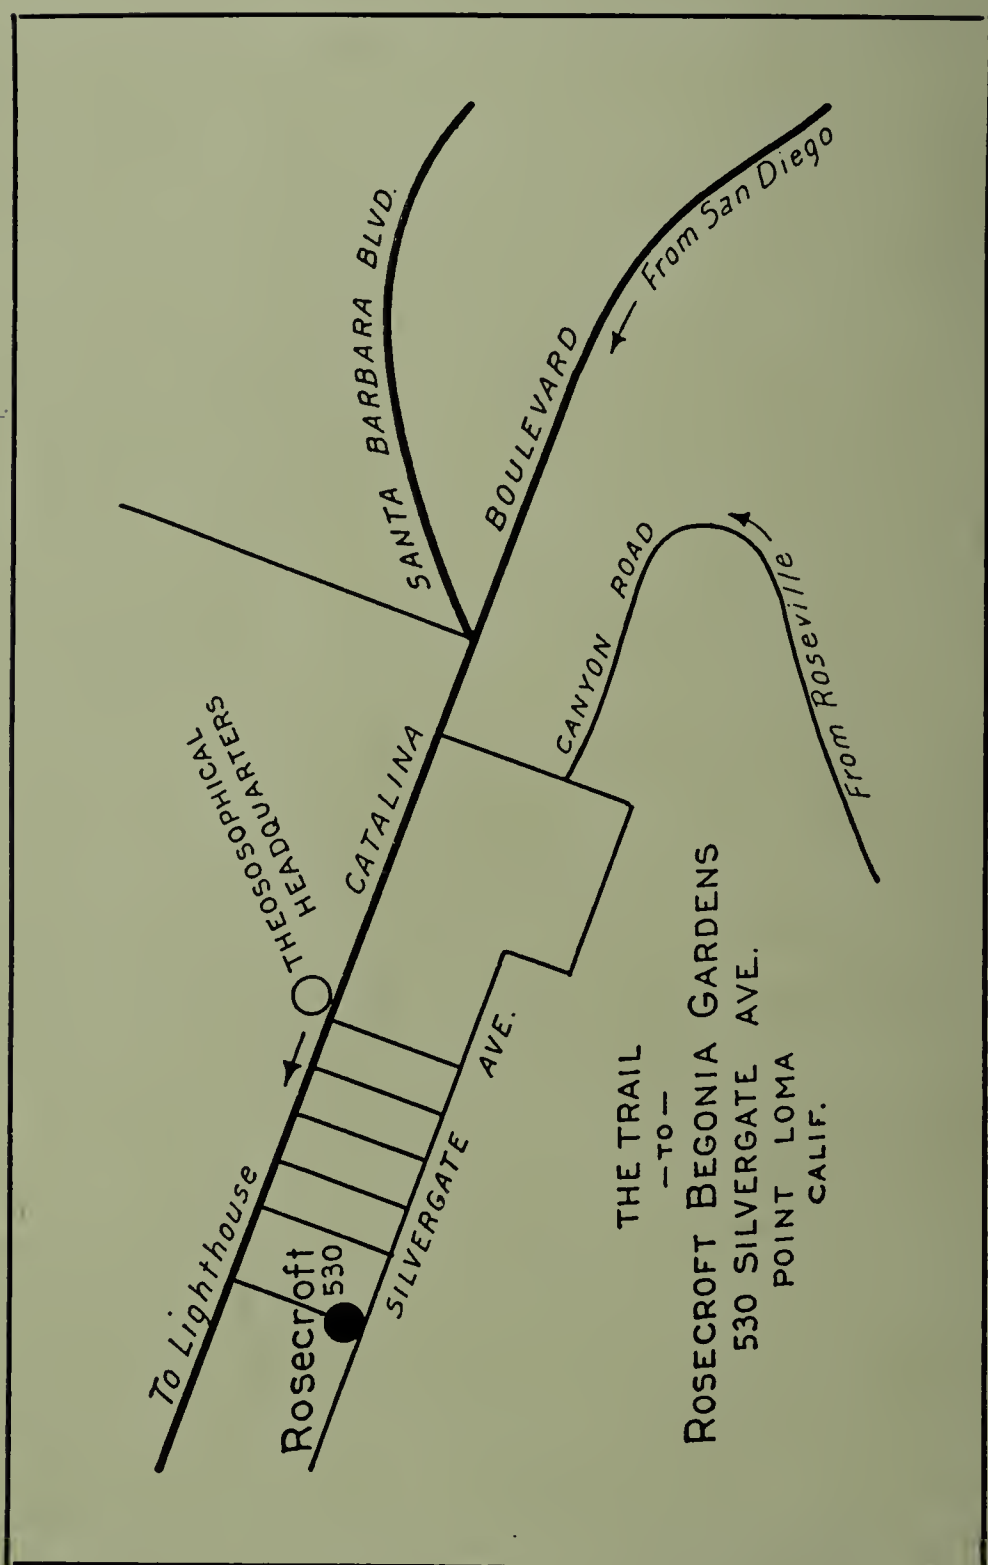 SANTA BARBARA BLVD.
From San Diego
CATALINA BOULEVARD
CANYON ROAD
From Roseville
THEOSOSOPHICAL
HEADQUARTERS
To Lighthouse
Rosecroft
530
SILVERGATE AVE.
THE TRAIL
—TO—
ROSECROFT BEGONIA GARDENS
530 SILVERGATE AVE.
POINT LOMA
CALIF.